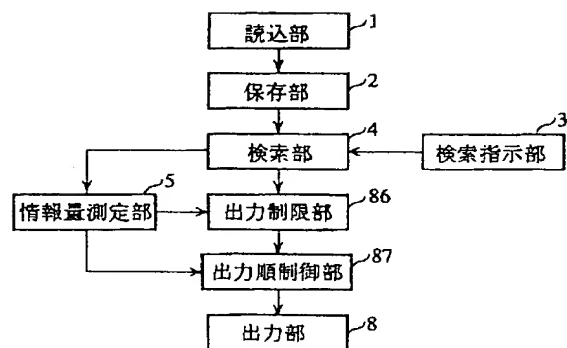 読込部 1
保存部 2
検索部 4
検索指示部 3
情報量測定部 5
出力制限部 86
出力順制御部 87
出力部 8